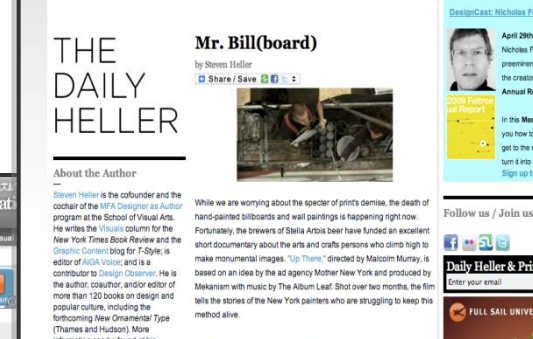 THE
DAILY
HELLER
About the Author
Steven Heller is the cofounder and the
cochair of the MFA Designer as Author
program at the School of Visual Arts.
He writes the Visuals column for the
New York Times Book Review and the
Graphic Content blog for T-Style; is
editor of AIGA Voice; and is a
contributor to Design Observer. He is
the author, coauthor, and/or editor of
more than 120 books on design and
popular culture, including the
forthcoming New Ornamental Type
(Thames and Hudson). More
Mr. Bill(board)
by Steven Heller
Share / Save
While we are worrying about the specter of print's demise, the death of
hand-painted billboards and wall paintings is happening right now.
Fortunately, the brewers of Stella Artois beer have funded an excellent
short documentary about the arts and crafts persons who climb high to
make monumental images. "Up There," directed by Malcolm Murray, is
based on an idea by the ad agency Mother New York and produced by
Mekanism with music by The Album Leaf. Shot over two months, the film
tells the stories of the New York painters who are struggling to keep this
method alive.
DesignCast: Nicholas
April 29th
Nicholas
preeminen
the creato
Annual
2009 Feltron
ual Report
In this
you how to
get to the
turn it into
Sign up
Follow us / Join us
Daily Heller &
Enter your email
FULL SAIL